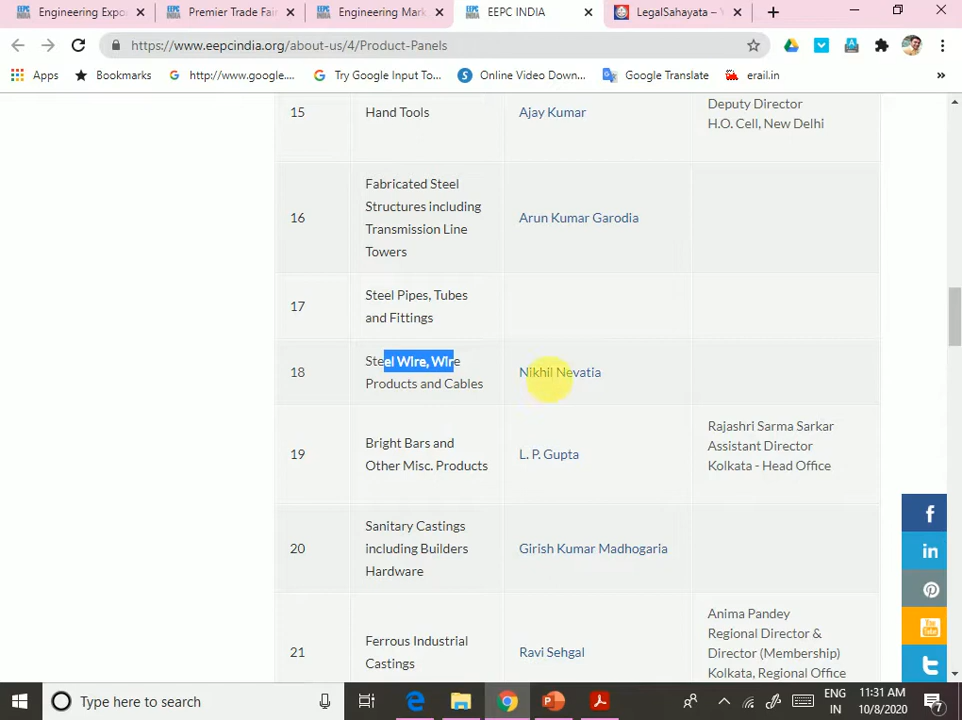 Engineering Expo
Premier Trade Fair
Engineering Mark
EEPC INDIA
LegalSahayata –
https://www.eepcindia.org/about-us/4/Product-Panels
Apps
Bookmarks
http://www.google....
Try Google Input To...
Online Video Down...
Google Translate
erail.in
»
15
Hand Tools
Ajay Kumar
Deputy Director
H.O. Cell, New Delhi
16
Fabricated Steel
Structures including
Transmission Line
Towers
Arun Kumar Garodia
17
Steel Pipes, Tubes
and Fittings
18
Steel Wire, Wire
Products and Cables
Nikhil Nevatia
19
Bright Bars and
Other Misc. Products
L. P. Gupta
Rajashri Sarma Sarkar
Assistant Director
Kolkata - Head Office
20
Sanitary Castings
including Builders
Hardware
Girish Kumar Madhogaria
21
Ferrous Industrial
Castings
Ravi Sehgal
Anima Pandey
Regional Director &
Director (Membership)
Kolkata, Regional Office
Type here to search
ENG
IN
11:31 AM
10/8/2020